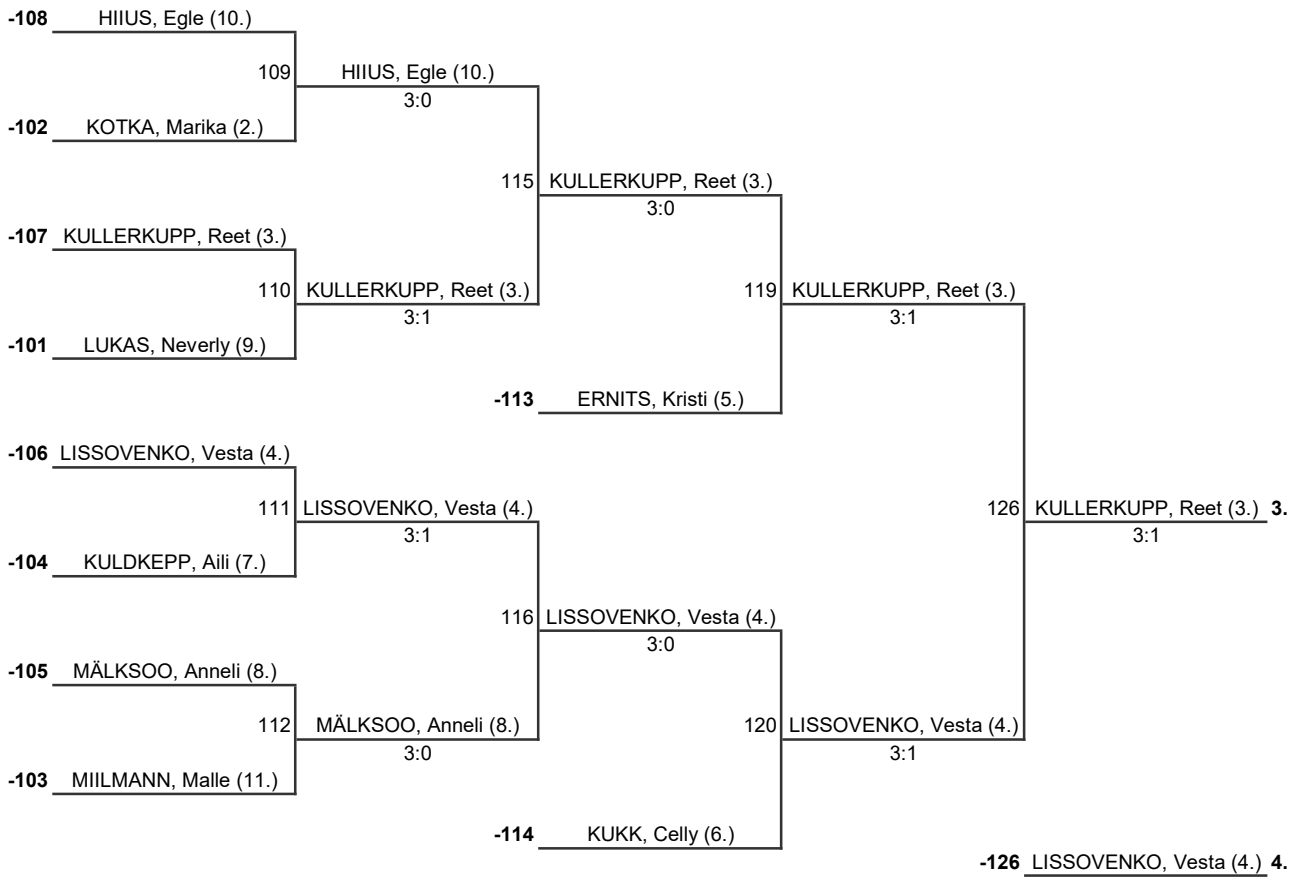 -108 HIIUS, Egle (10.)
109 HIIUS, Egle (10.)
3:0
-102 KOTKA, Marika (2.)
115 KULLERKUPP, Reet (3.)
3:0
-107 KULLERKUPP, Reet (3.)
110 KULLERKUPP, Reet (3.) 119 KULLERKUPP, Reet (3.)
3:1 3:1
-101 LUKAS, Neverly (9.)
-113 ERNITS, Kristi (5.)
-106 LISSOVENKO, Vesta (4.)
111 LISSOVENKO, Vesta (4.) 126 KULLERKUPP, Reet (3.) 3.
3:1 3:1
-104 KULDKEPP, Aili (7.)
116 LISSOVENKO, Vesta (4.)
3:0
-105 MÄLKSOO, Anneli (8.)
112 MÄLKSOO, Anneli (8.) 120 LISSOVENKO, Vesta (4.)
3:0 3:1
-103 MIILMANN, Malle (11.)
-114 KUKK, Celly (6.)
-126 LISSOVENKO, Vesta (4.) 4.